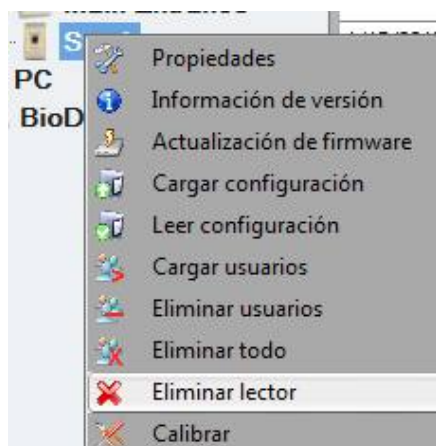 PC
BioD
Propiedades
Información de versión
Actualización de firmware
Cargar configuración
Leer configuración
Cargar usuarios
Eliminar usuarios
Eliminar todo
Eliminar lector
Calibrar